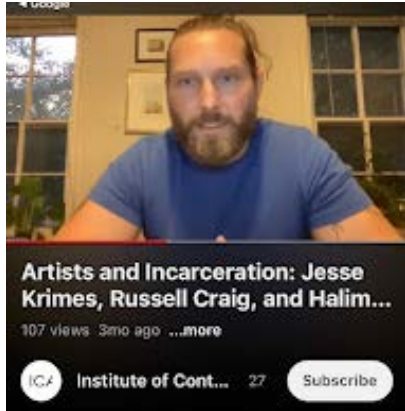 Google
Artists and Incarceration: Jesse
Krimes, Russell Craig, and Halim...
107 views 3mo ago ...more
ICA Institute of Cont... 27 Subscribe